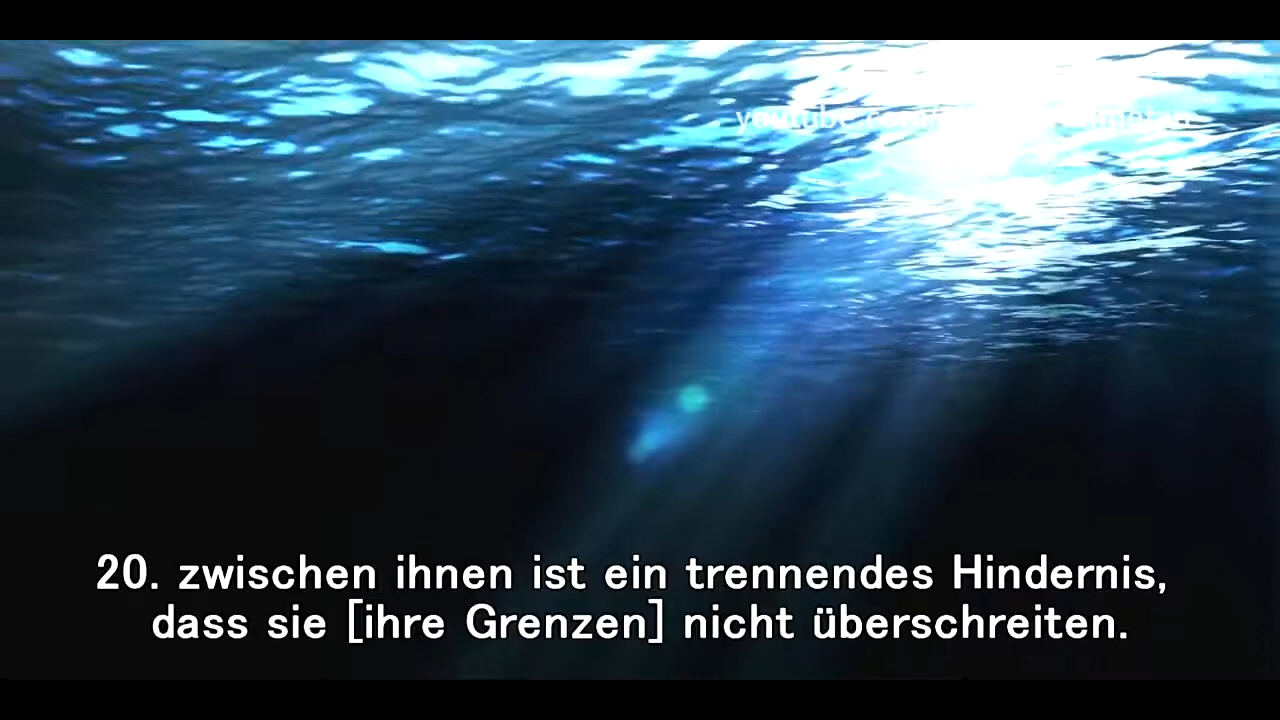 20. zwischen ihnen ist ein trennendes Hindernis,
dass sie [ihre Grenzen] nicht überschreiten.